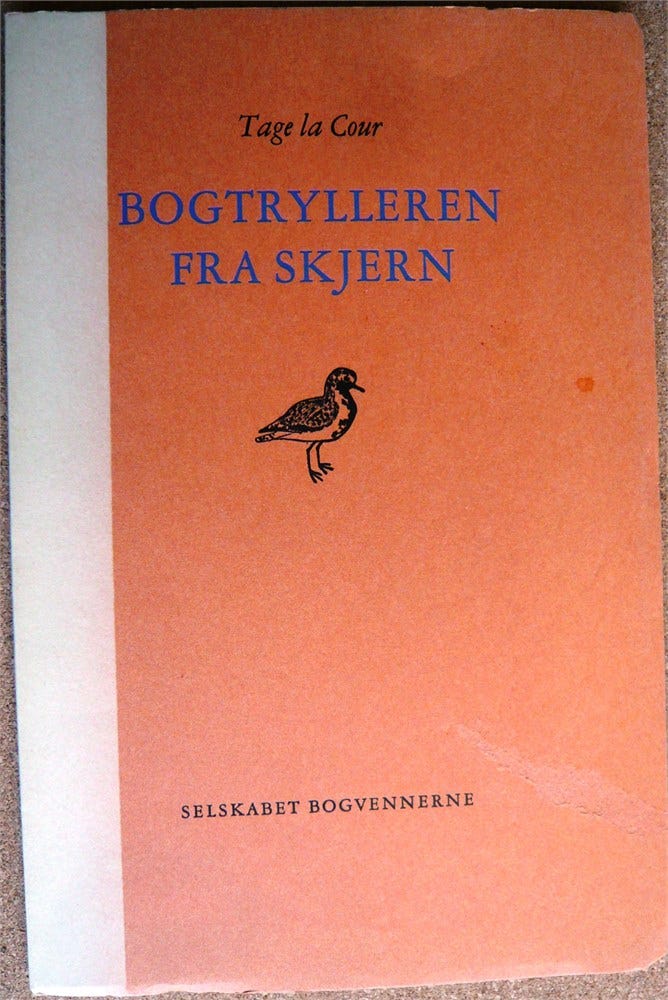 Tage la Cour
BOGTRYLLEREN
FRA SKJERN
SELSKABET BOGVENNERNE